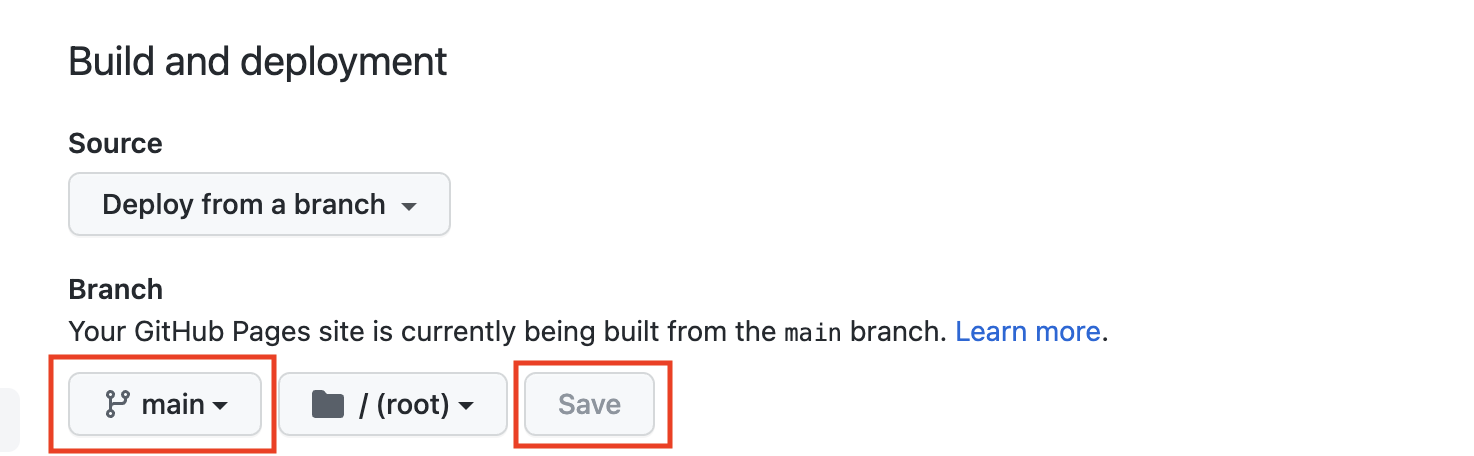 Build and deployment
Source
Deploy from a branch
Branch
Your GitHub Pages site is currently being built from the main branch. Learn more.
main / (root) Save